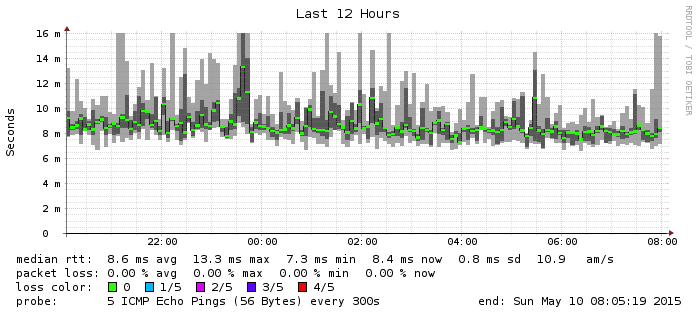 Last 12 Hours
RRDTOOL / TOBI OETIKER
Seconds
16 m
14 m
12 m
10 m
8 m
6 m
4 m
2 m
0
22:00 00:00 02:00 04:00 06:00 08:00
median rtt: 8.6 ms avg 13.3 ms max 7.3 ms min 8.4 ms now 0.8 ms sd 10.9 am/s
packet loss: 0.00 % avg 0.00 % max 0.00 % min 0.00 % now
loss color: 0 1/5 2/5 3/5 4/5
probe: 5 ICMP Echo Pings (56 Bytes) every 300s end: Sun May 10 08:05:19 2015